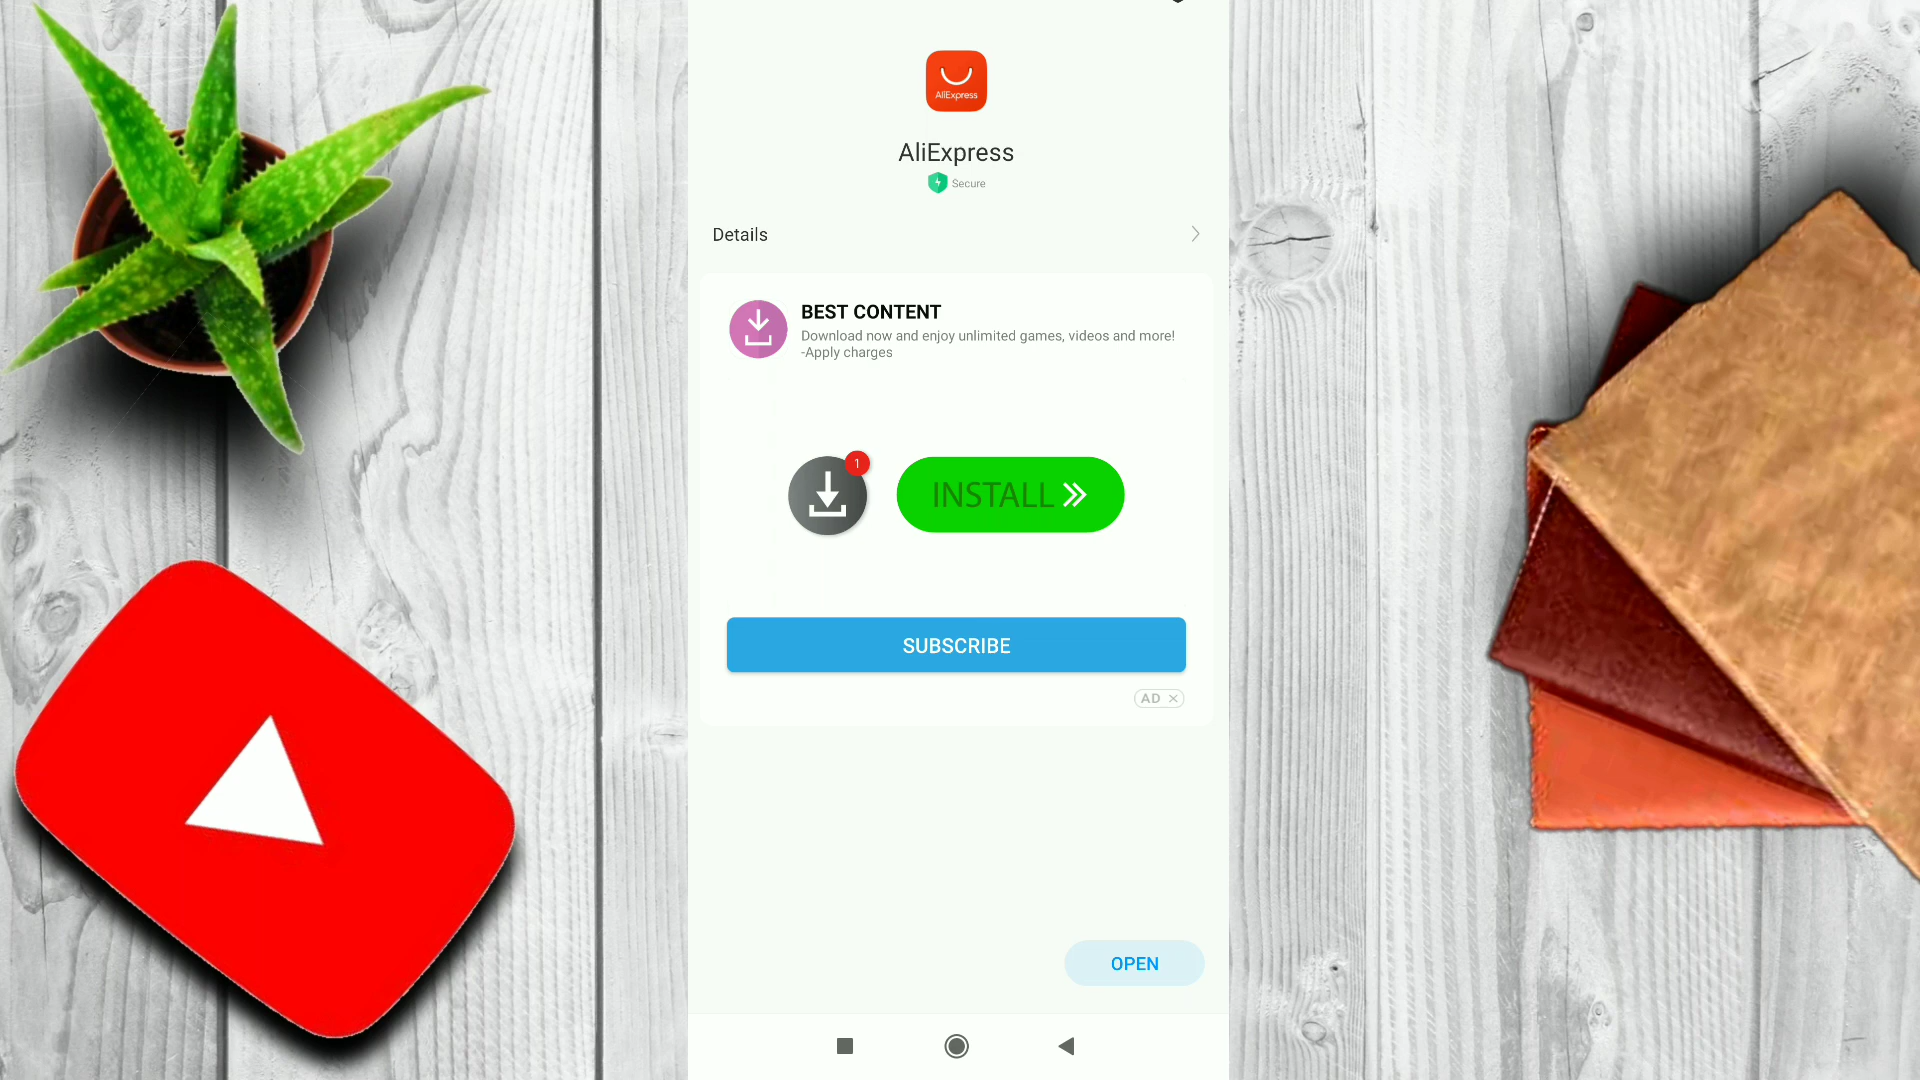 AliExpress
AliExpress
Secure
Details
BEST CONTENT
Download now and enjoy unlimited games, videos and more!
-Apply charges
1
INSTALL
SUBSCRIBE
AD
OPEN